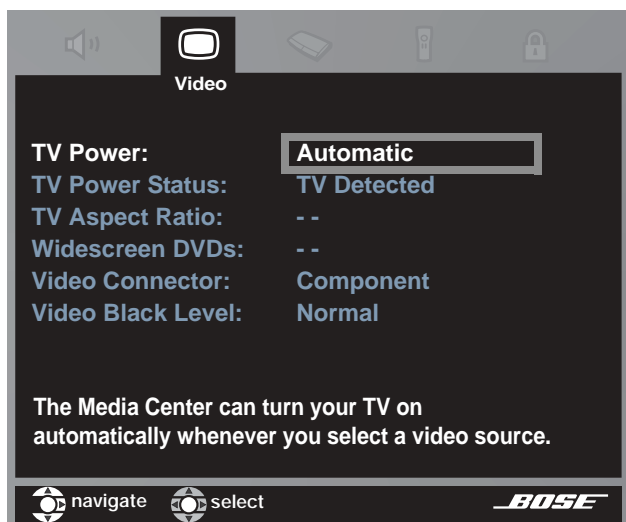 Video
TV Power: Automatic
TV Power Status: TV Detected
TV Aspect Ratio: - -
Widescreen DVDs: - -
Video Connector: Component
Video Black Level: Normal
The Media Center can turn your TV on
automatically whenever you select a video source.
navigate select BOSE